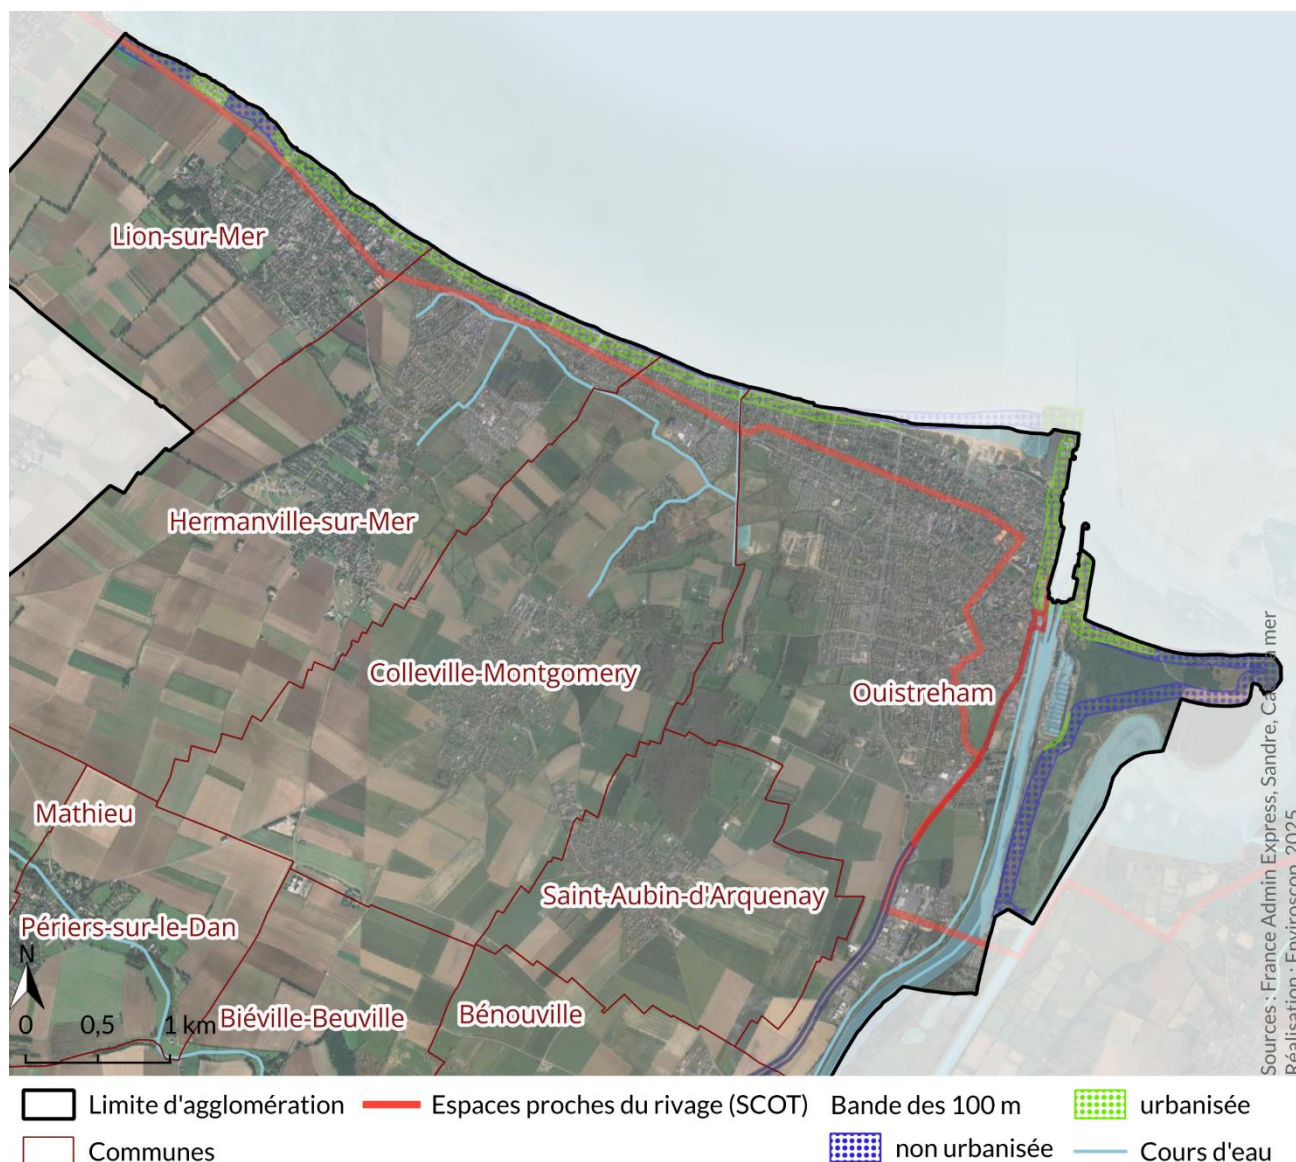 Lion-sur-Mer
Hermanville-sur-Mer
Colleville-Montgomery
Ouistreham
Mathieu
Saint-Aubin-d'Arquenay
Périers-sur-le-Dan
Biéville-Beuville
Bénouville
N
0 0,5 1 km
Sources : France Admin Express, Sandre, mer
Réalisation : Enviroscop, 2025
Limite d'agglomération
Espaces proches du rivage (SCOT)
Bande des 100 m
urbanisée
Communes
non urbanisée
Cours d'eau